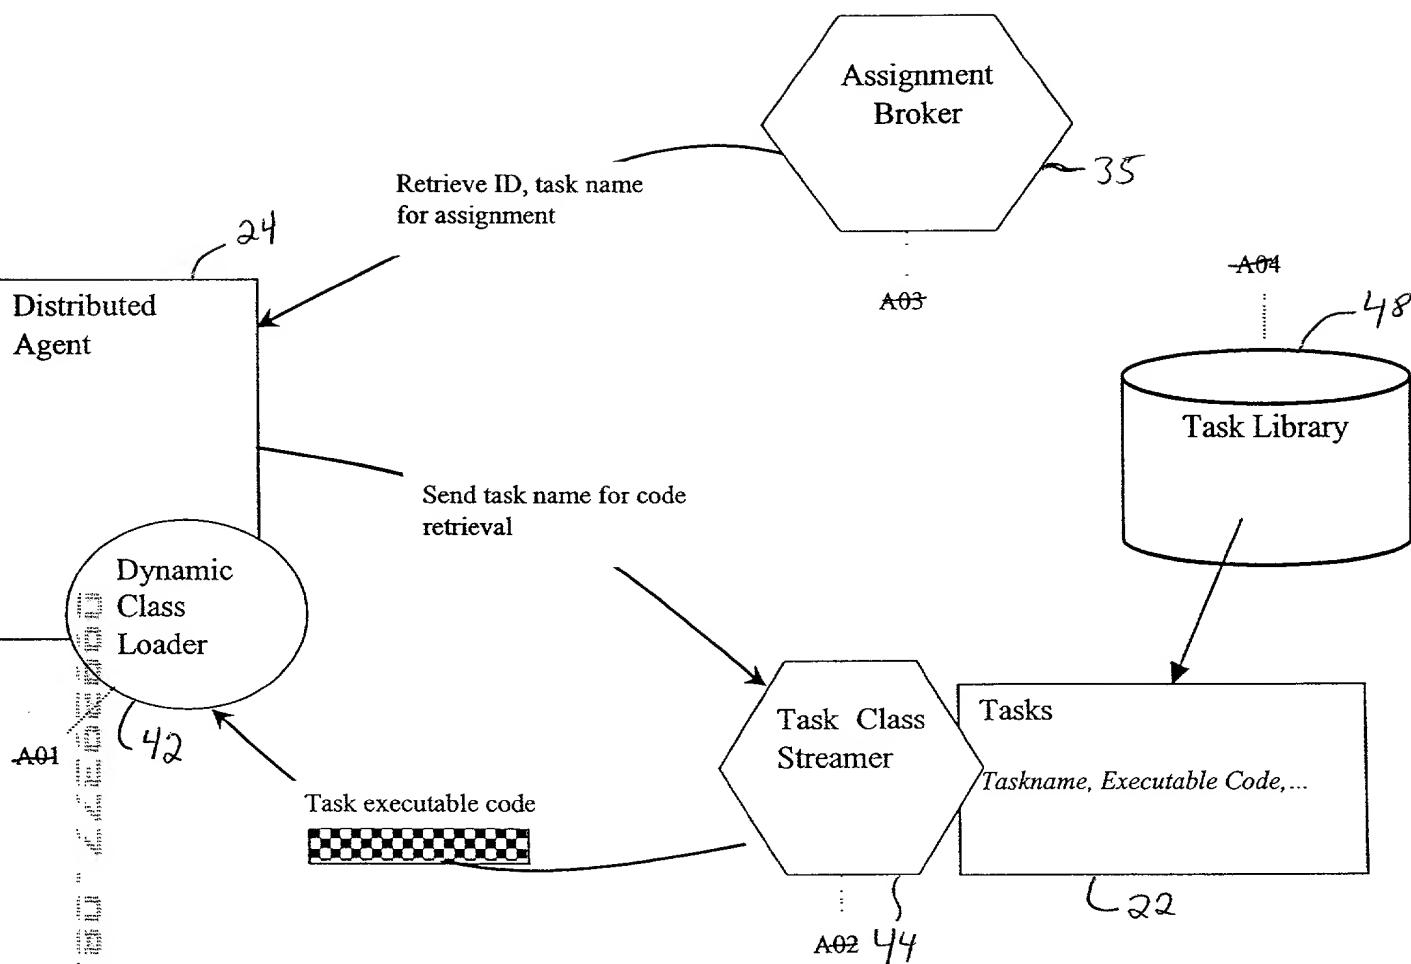 Assignment
Broker
35
Retrieve ID, task name
for assignment
24
A03
A04
48
Distributed
Agent
Task Library
Send task name for code
retrieval
Dynamic
Class
Loader
A01
42
Task Class
Streamer
Tasks
Taskname, Executable Code,...
Task executable code
22
A02 44